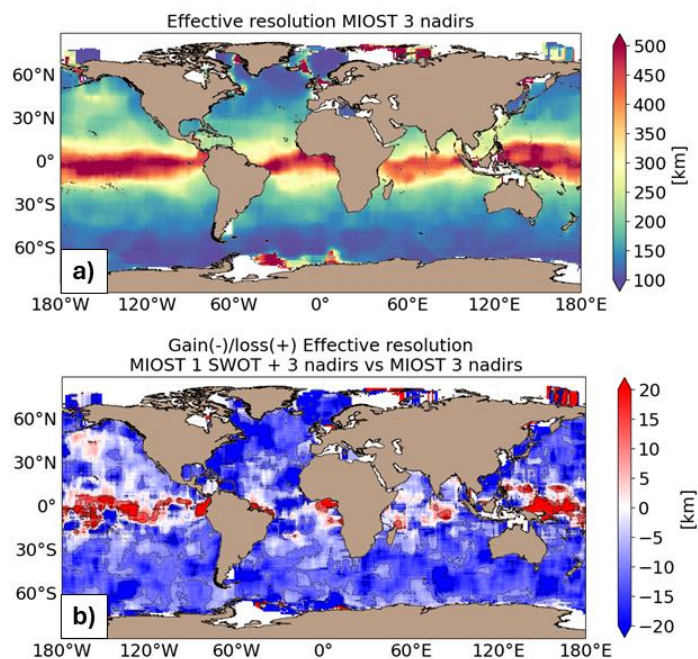 Effective resolution MIOST 3 nadirs
60°N
30°N
0°
30°S
60°S
a)
180°W 120°W 60°W 0° 60°E 120°E 180°E
500
450
400
350
300
250
200
150
100
[km]
Gain(-)/loss(+) Effective resolution
MIOST 1 SWOT + 3 nadirs vs MIOST 3 nadirs
60°N
30°N
0°
30°S
60°S
b)
180°W 120°W 60°W 0° 60°E 120°E 180°E
20
15
10
5
0
−5
−10
−15
−20
[km]